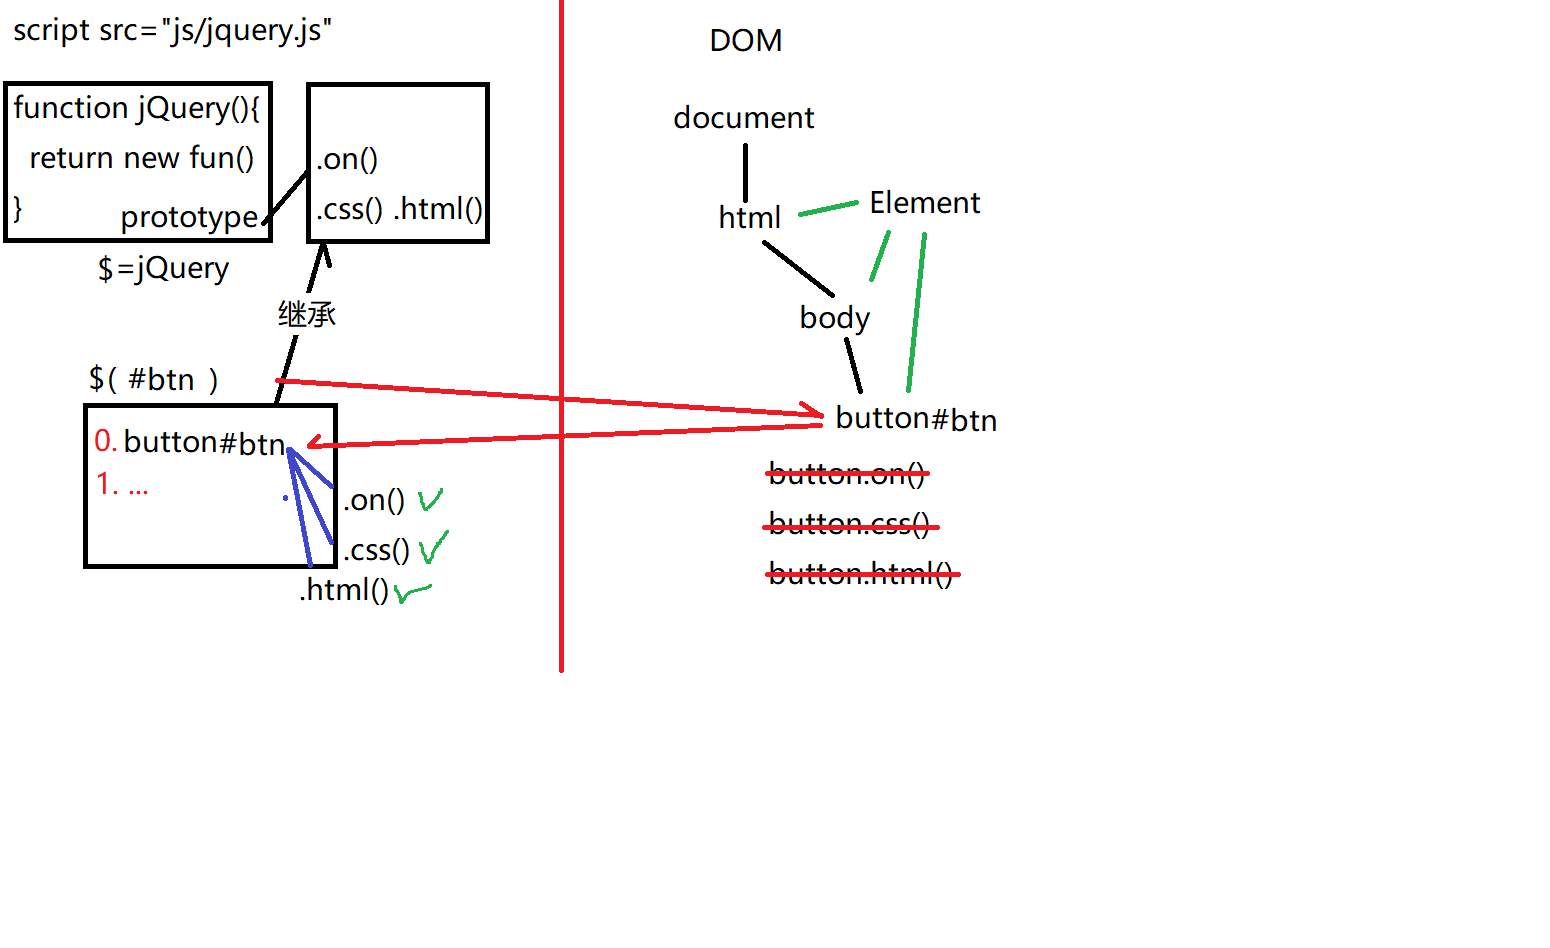 script src="js/jquery.js"
function jQuery(){
return new fun()
}
prototype
.on()
.css() .html()
$=jQuery
继承
$( #btn )
0. button#btn
1. ...
.on()
.css()
.html()
DOM
document
html
Element
body
button#btn
button.on()
button.css()
button.html()